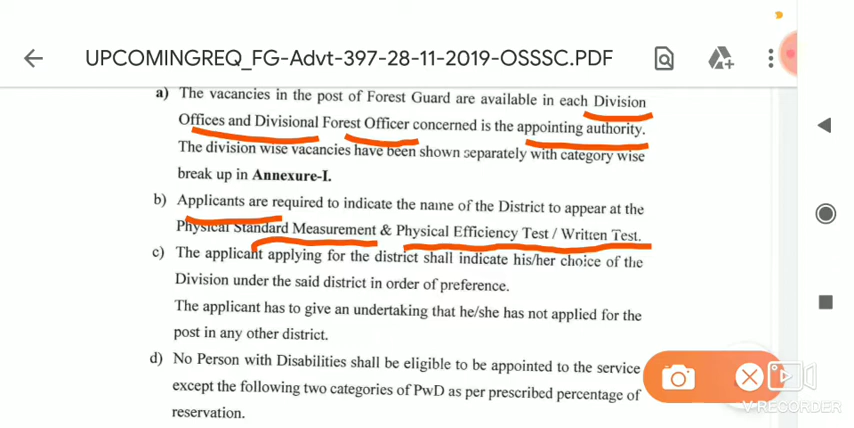 UPCOMINGREQ_FG-Advt-397-28-11-2019-OSSSC.PDF
a) The vacancies in the post of Forest Guard are available in each Division
Offices and Divisional Forest Officer concerned is the appointing authority.
The division wise vacancies have been shown separately with category wise
break up in Annexure-I.
b) Applicants are required to indicate the name of the District to appear at the
Physical Standard Measurement & Physical Efficiency Test / Written Test.
c) The applicant applying for the district shall indicate his/her choice of the
Division under the said district in order of preference.
The applicant has to give an undertaking that he/she has not applied for the
post in any other district.
d) No Person with Disabilities shall be eligible to be appointed to the service
except the following two categories of PwD as per prescribed percentage of
reservation.
V RECORDER